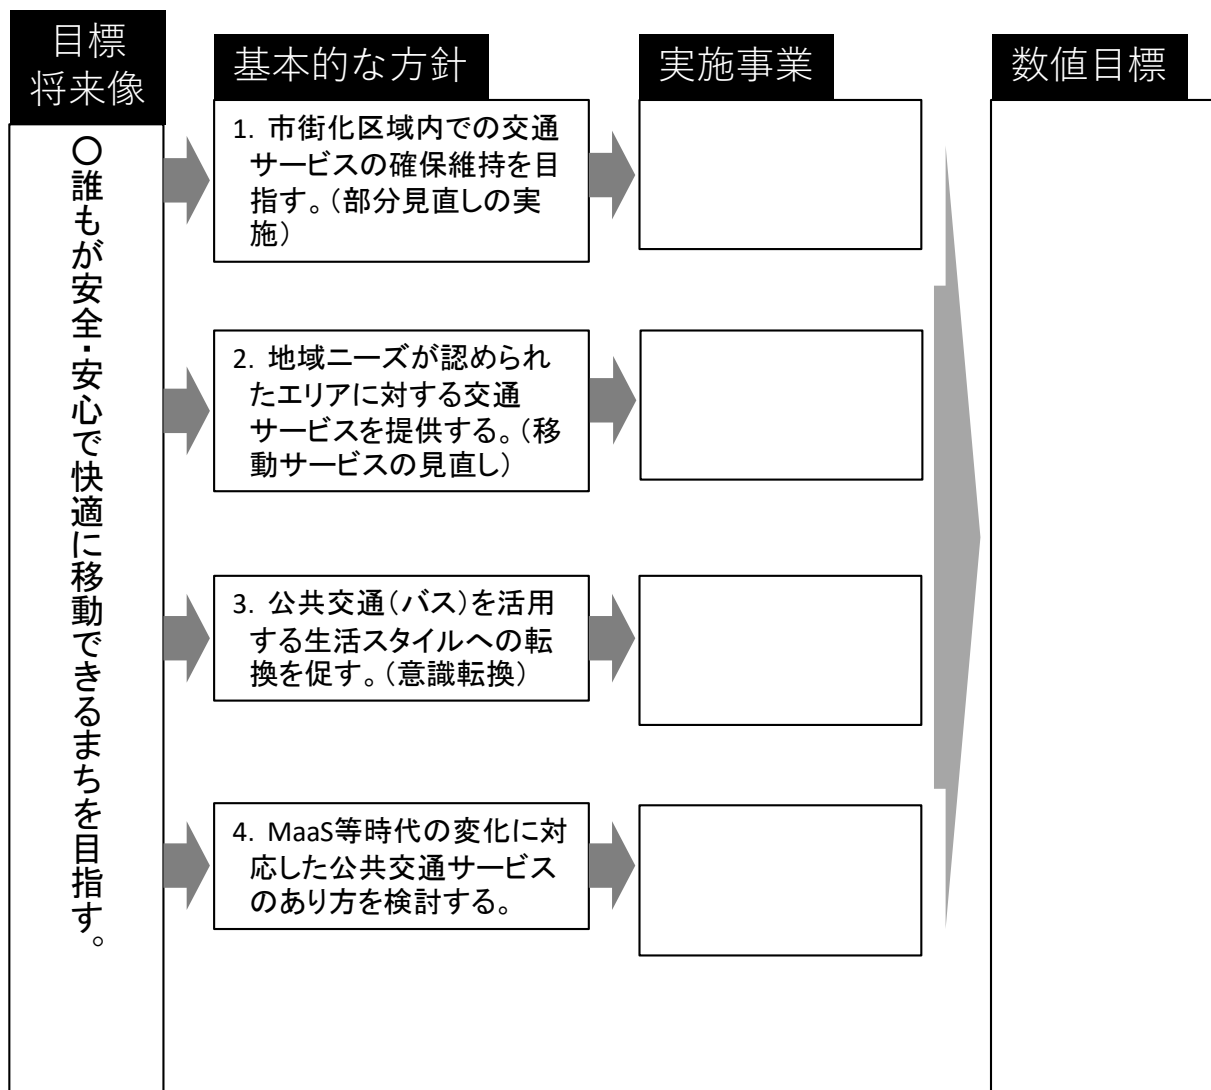 目標
将来像
基本的な方針
実施事業
数値目標
〇誰もが安全・安心で快適に移動できるまちを目指す。
1. 市街化区域内での交通
サービスの確保維持を目
指す。(部分見直しの実
施)
2. 地域ニーズが認められ
たエリアに対する交通
サービスを提供する。(移
動サービスの見直し)
3. 公共交通(バス)を活用
する生活スタイルへの転
換を促す。(意識転換)
4. MaaS等時代の変化に対
応した公共交通サービス
のあり方を検討する。